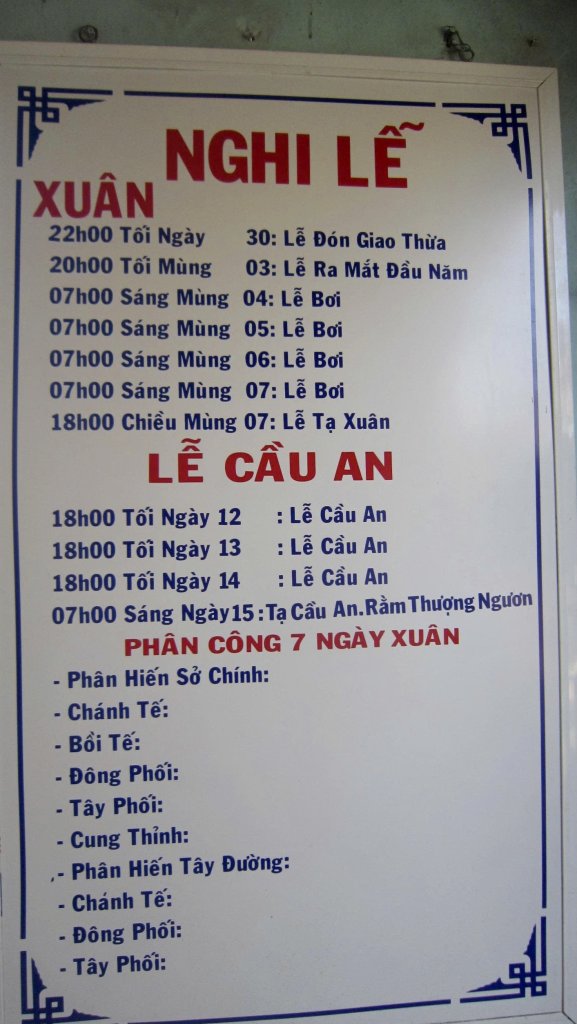 NGHI LỄ
XUÂN
22h00 Tối Ngày 30: Lễ Đón Giao Thừa
20h00 Tối Mùng 03: Lễ Ra Mắt Đầu Năm
07h00 Sáng Mùng 04: Lễ Bơi
07h00 Sáng Mùng 05: Lễ Bơi
07h00 Sáng Mùng 06: Lễ Bơi
07h00 Sáng Mùng 07: Lễ Bơi
18h00 Chiều Mùng 07: Lễ Tạ Xuân
LỄ CẦU AN
18h00 Tối Ngày 12 : Lễ Cầu An
18h00 Tối Ngày 13 : Lễ Cầu An
18h00 Tối Ngày 14 : Lễ Cầu An
07h00 Sáng Ngày 15 : Tạ Cầu An. Rằm Thượng Ngươn
PHÂN CÔNG 7 NGÀY XUÂN
- Phân Hiến Sở Chính:
- Chánh Tế:
- Bồi Tế:
- Đông Phối:
- Tây Phối:
- Cung Thỉnh:
- Phân Hiến Tây Đường:
- Chánh Tế:
- Đông Phối:
- Tây Phối: